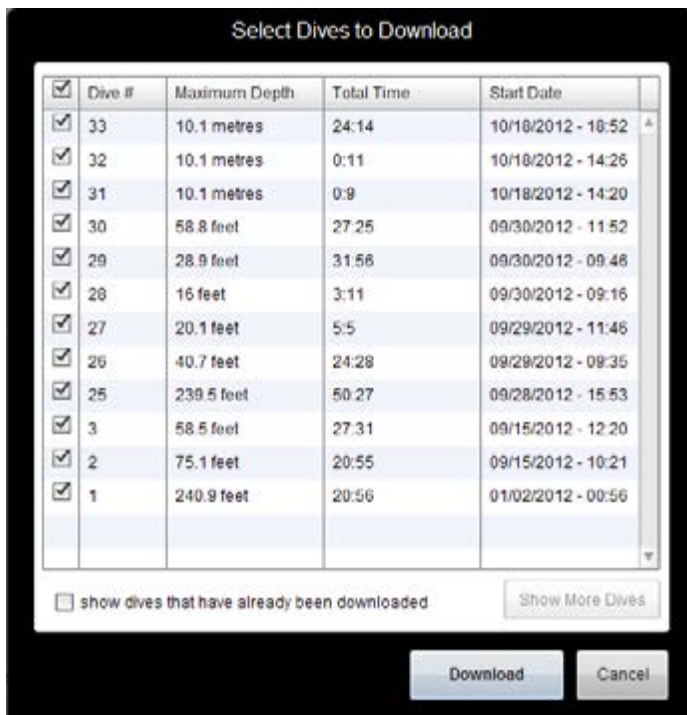 Select Dives to Download
Dive # Maximum Depth Total Time Start Date
33 10.1 metres 24:14 10/18/2012 - 18:52
32 10.1 metres 0:11 10/18/2012 - 14:26
31 10.1 metres 0:9 10/18/2012 - 14:20
30 58.8 feet 27:25 09/30/2012 - 11:52
29 28.9 feet 31:56 09/30/2012 - 09:46
28 16 feet 3:11 09/30/2012 - 09:16
27 20.1 feet 5:5 09/29/2012 - 11:46
26 40.7 feet 24:28 09/29/2012 - 09:35
25 239.5 feet 50:27 09/28/2012 - 15:53
3 58.5 feet 27:31 09/15/2012 - 12:20
2 75.1 feet 20:55 09/15/2012 - 10:21
1 240.9 feet 20:56 01/02/2012 - 00:56
show dives that have already been downloaded Show More Dives
Download Cancel